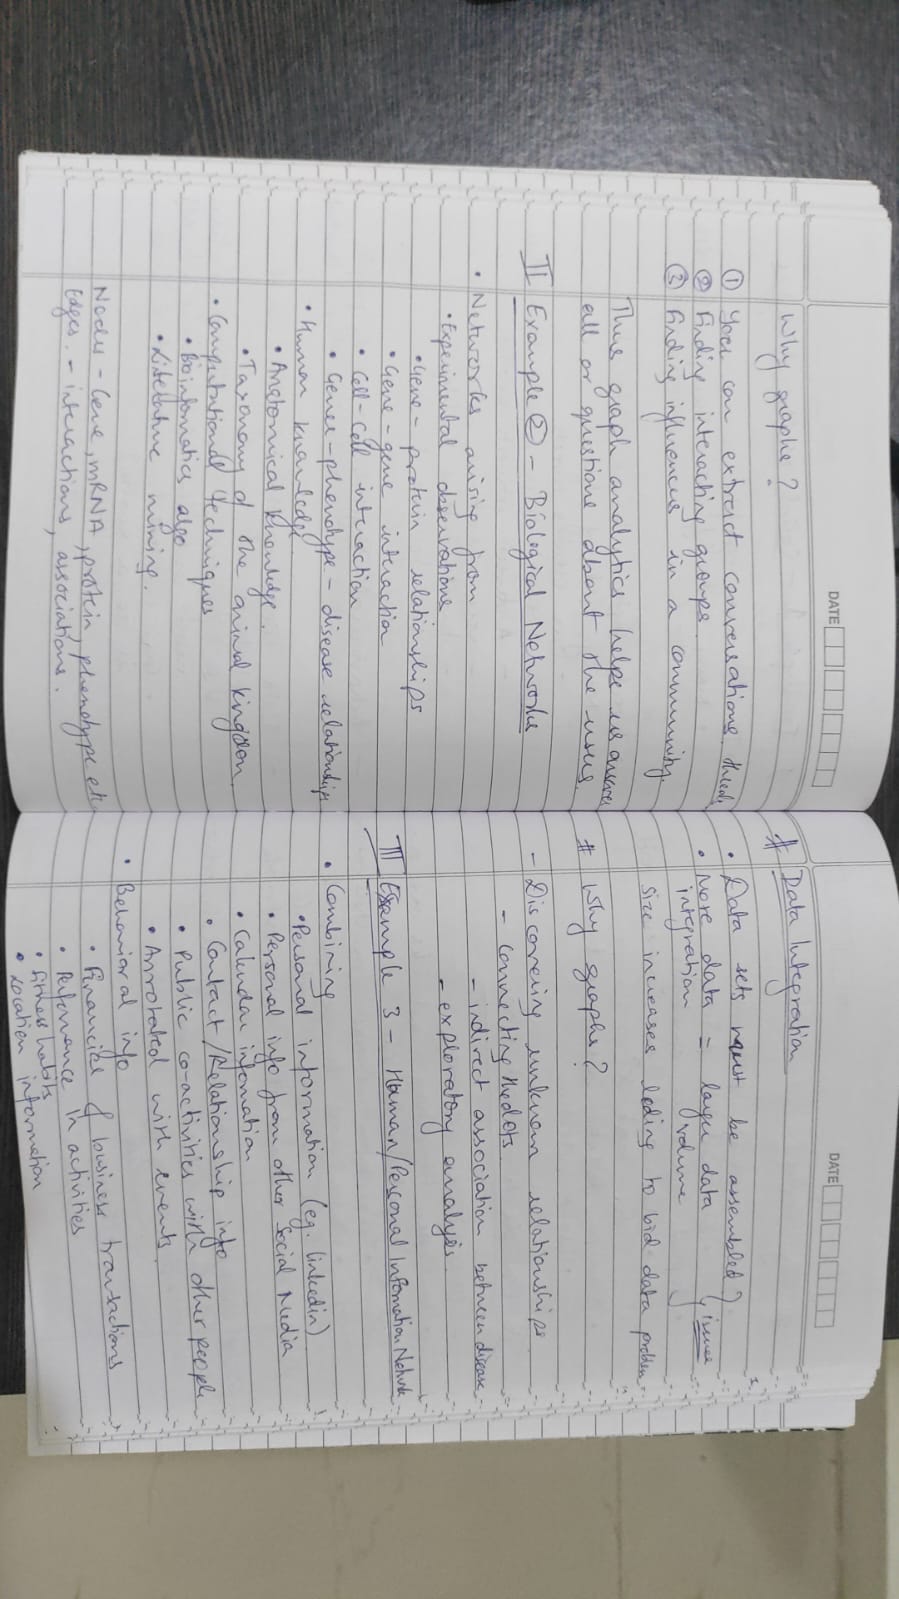 DATE
Why graphs?
① You can extract conversations threads
② Finding interacting groups.
③ Finding influencers in a community.
Thus graph analytics helps us answer
all or questions about the users.
II Example ② - Biological Networks
• Networks arising from
• Experimental observations
• Gene - protein relationships
• Gene - gene interaction
• Cell-Cell interaction
• Genes - phenotype - disease relationships
• Human knowledge
• Anatomical knowledge.
• Taxonomy of the animal kingdom.
• Computational techniques
• Bioinfomatics algo
• Literature mining.
Nodes - Gene, mRNA, protein, phenotype etc
Edges. - interactions, associations.
DATE
# Data Integration
• Data sets must be assembled
• More data = larger data } issues
integration volume
Size increases leding to bid data problem
# Why graphs?
- Discovering unknown relationships
- Connecting the dots
- indirect association between disease
- exploratory analysis.
III Example 3 - Human/Personal Infomation Network
• Combining
• Personal information (eg. linkedin)
• Personal info from other Social Media
• Calendar infomation
• Contact/Relationship info
• Public co-activities with other people
• Annotated with events
• Behavioral info
• Financial & business transactions
• Perfomance in activities
• Fitness habits
• Location information